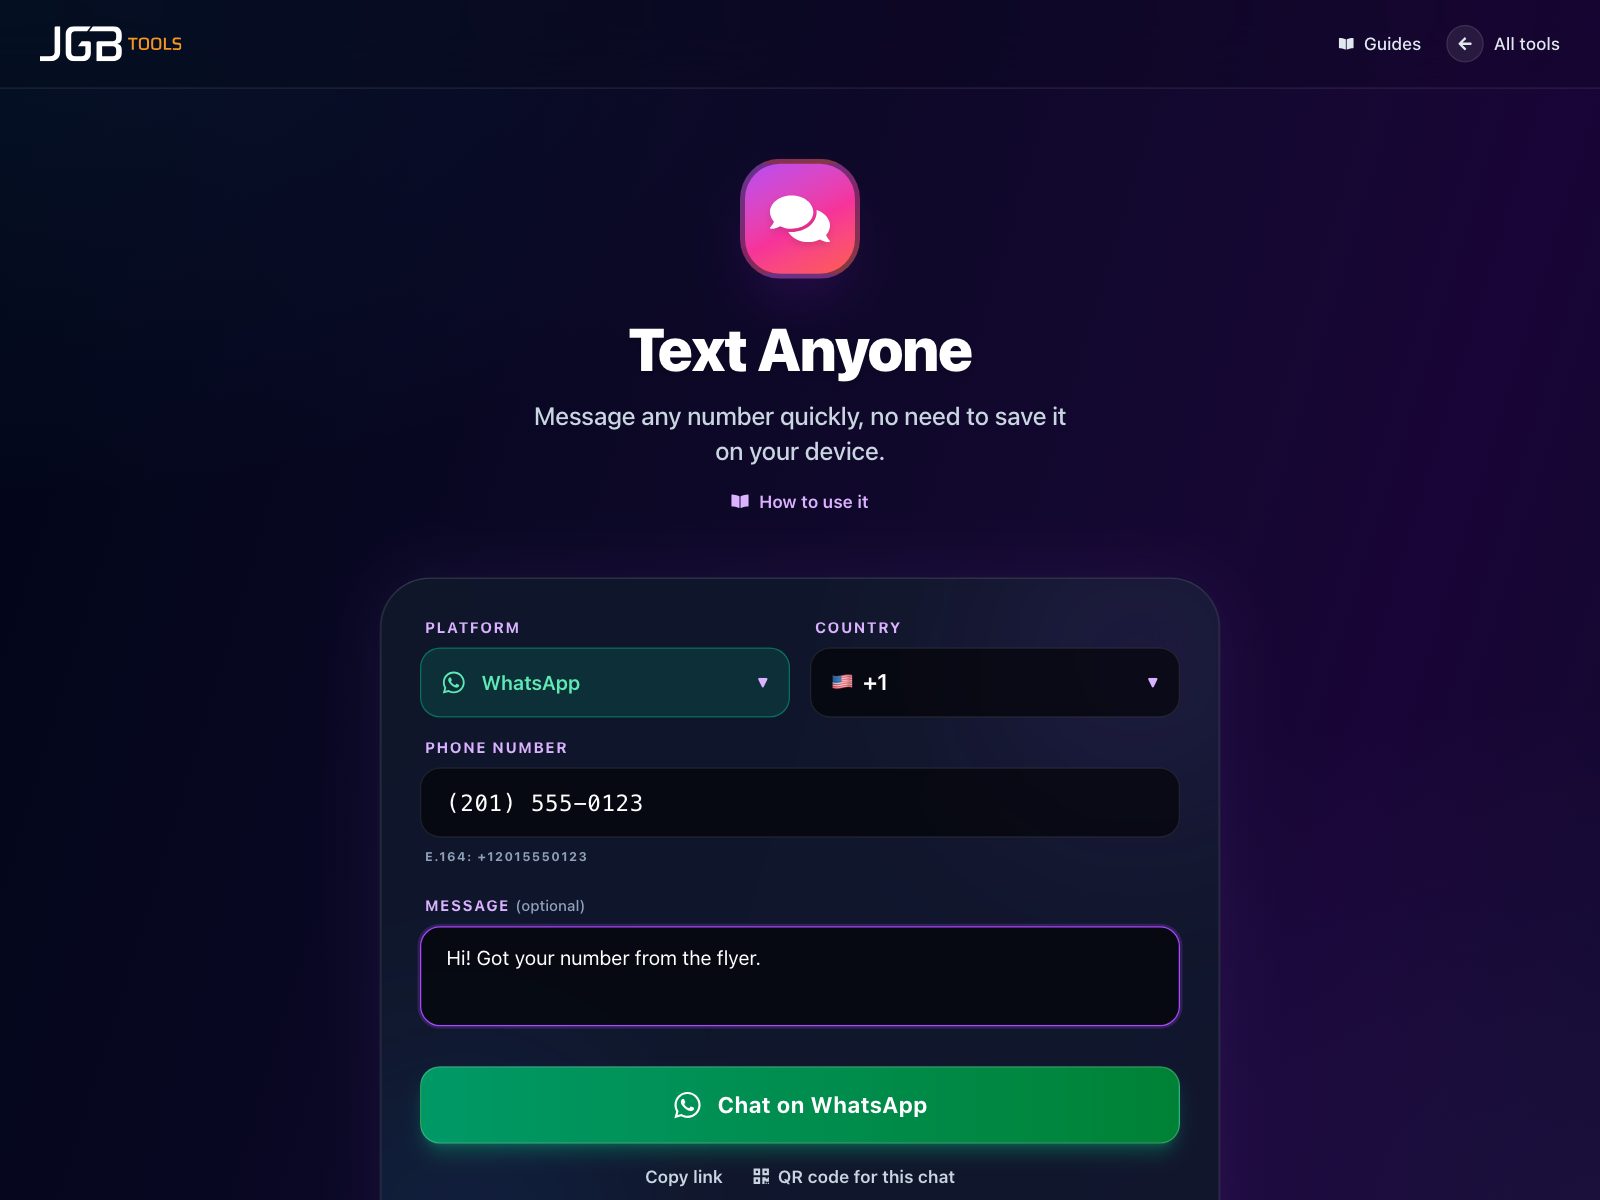 JGB TOOLS
Guides
All tools
Text Anyone
Message any number quickly, no need to save it
on your device.
How to use it
PLATFORM
COUNTRY
WhatsApp
+1
PHONE NUMBER
(201) 555-0123
E.164: +12015550123
MESSAGE (optional)
Hi! Got your number from the flyer.
Chat on WhatsApp
Copy link
QR code for this chat